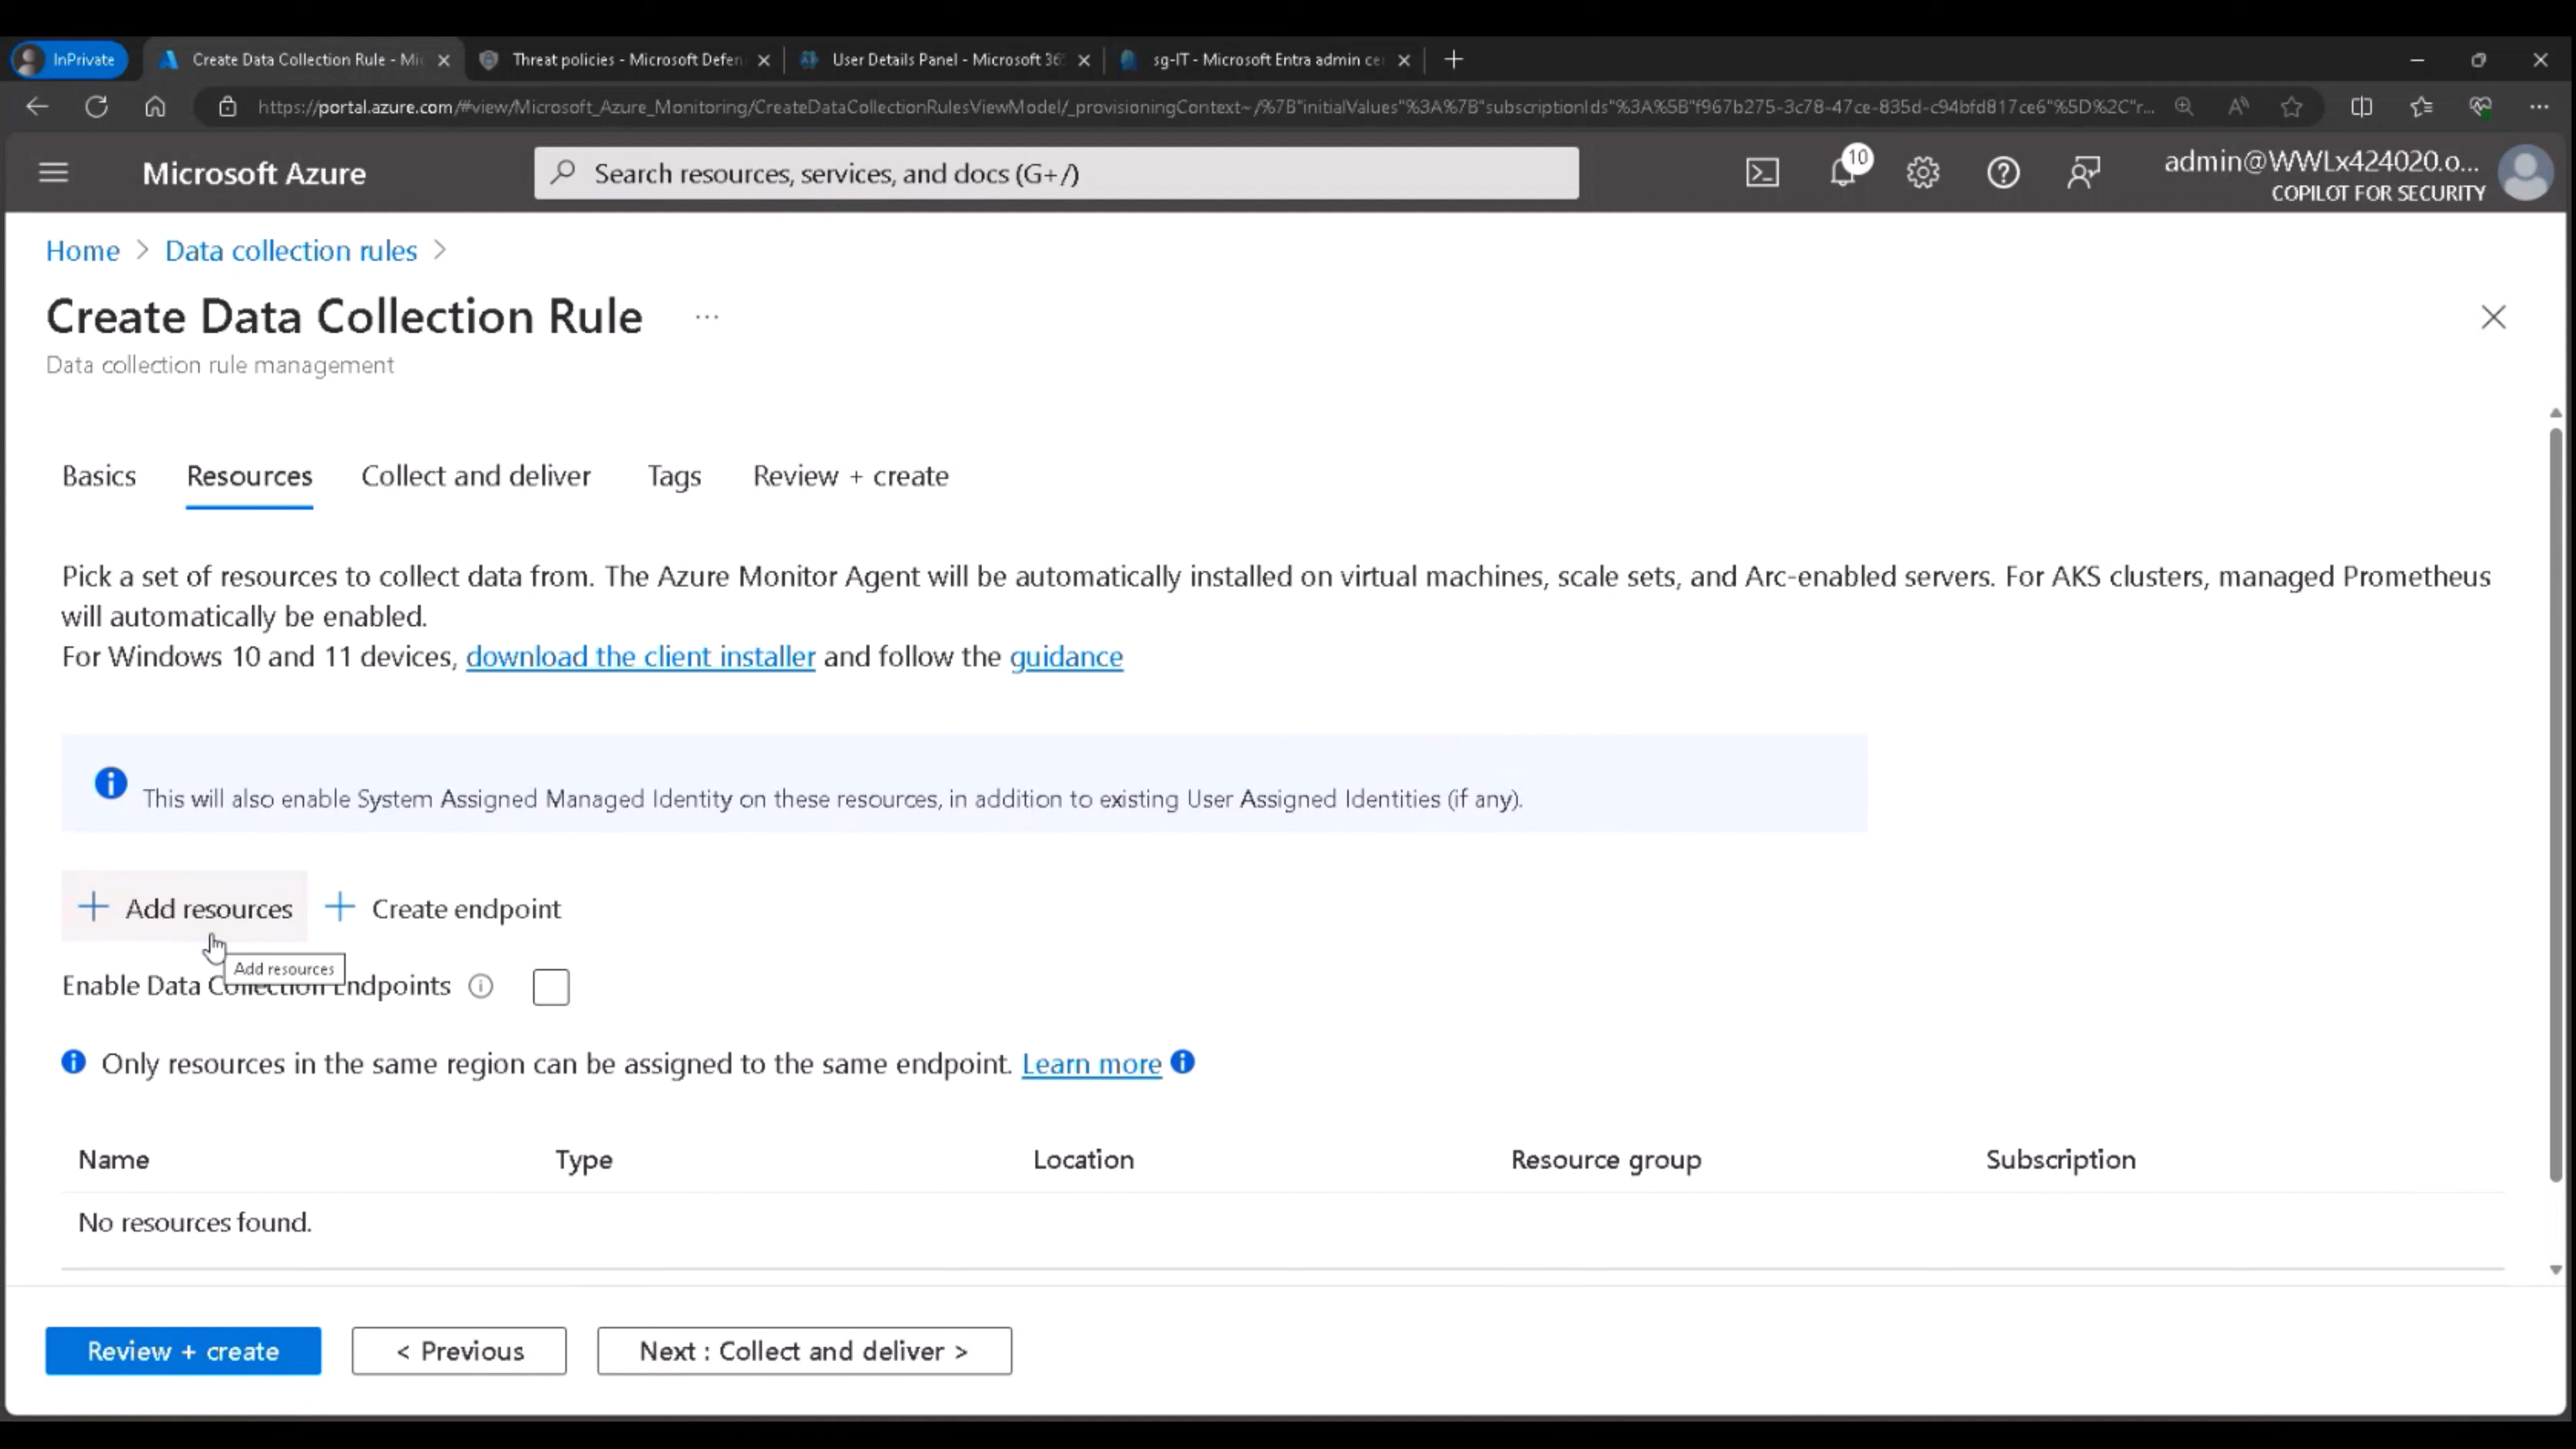 InPrivate
Create Data Collection Rule - Mi
Threat policies - Microsoft Defen
User Details Panel - Microsoft 36
sg-IT - Microsoft Entra admin ce
https://portal.azure.com/#view/Microsoft_Azure_Monitoring/CreateDataCollectionRulesViewModel/_provisioningContext~/%7B"initialValues"%3A%7B"subscriptionIds"%3A%5B"f967b275-3c78-47ce-835d-c94bfd817ce6"%5D%2C"r...
Microsoft Azure
Search resources, services, and docs (G+/)
10
admin@WWLx424020.o...
COPILOT FOR SECURITY
Home > Data collection rules >
Create Data Collection Rule ...
Data collection rule management
Basics Resources Collect and deliver Tags Review + create
Pick a set of resources to collect data from. The Azure Monitor Agent will be automatically installed on virtual machines, scale sets, and Arc-enabled servers. For AKS clusters, managed Prometheus
will automatically be enabled.
For Windows 10 and 11 devices, download the client installer and follow the guidance
This will also enable System Assigned Managed Identity on these resources, in addition to existing User Assigned Identities (if any).
+ Add resources + Create endpoint
Add resources
Enable Data Collection Endpoints
Only resources in the same region can be assigned to the same endpoint. Learn more
Name Type Location Resource group Subscription
No resources found.
Review + create < Previous Next : Collect and deliver >